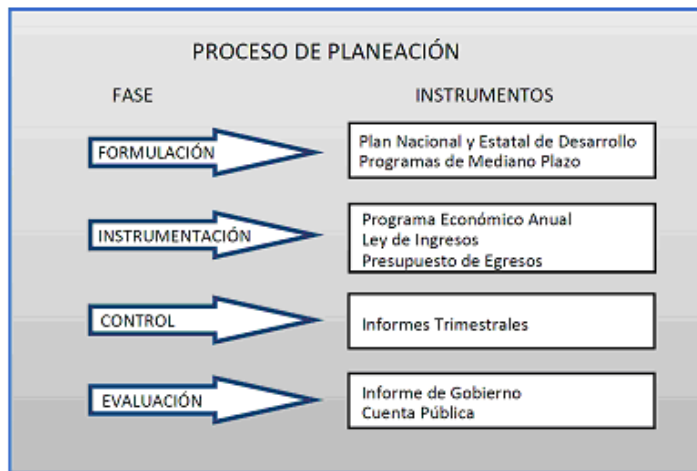 PROCESO DE PLANEACIÓN
FASE
INSTRUMENTOS
FORMULACIÓN
Plan Nacional y Estatal de Desarrollo
Programas de Mediano Plazo
INSTRUMENTACIÓN
Programa Económico Anual
Ley de Ingresos
Presupuesto de Egresos
CONTROL
Informes Trimestrales
EVALUACIÓN
Informe de Gobierno
Cuenta Pública